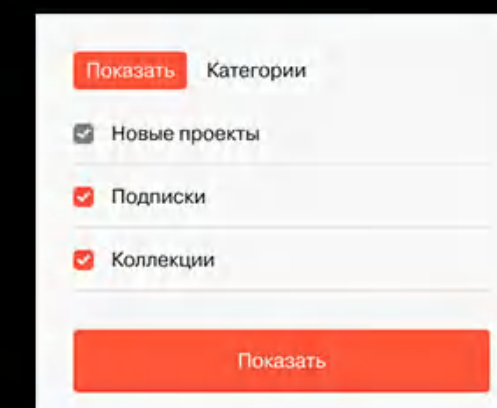 Показать Категории
Новые проекты
Подписки
Коллекции
Показать